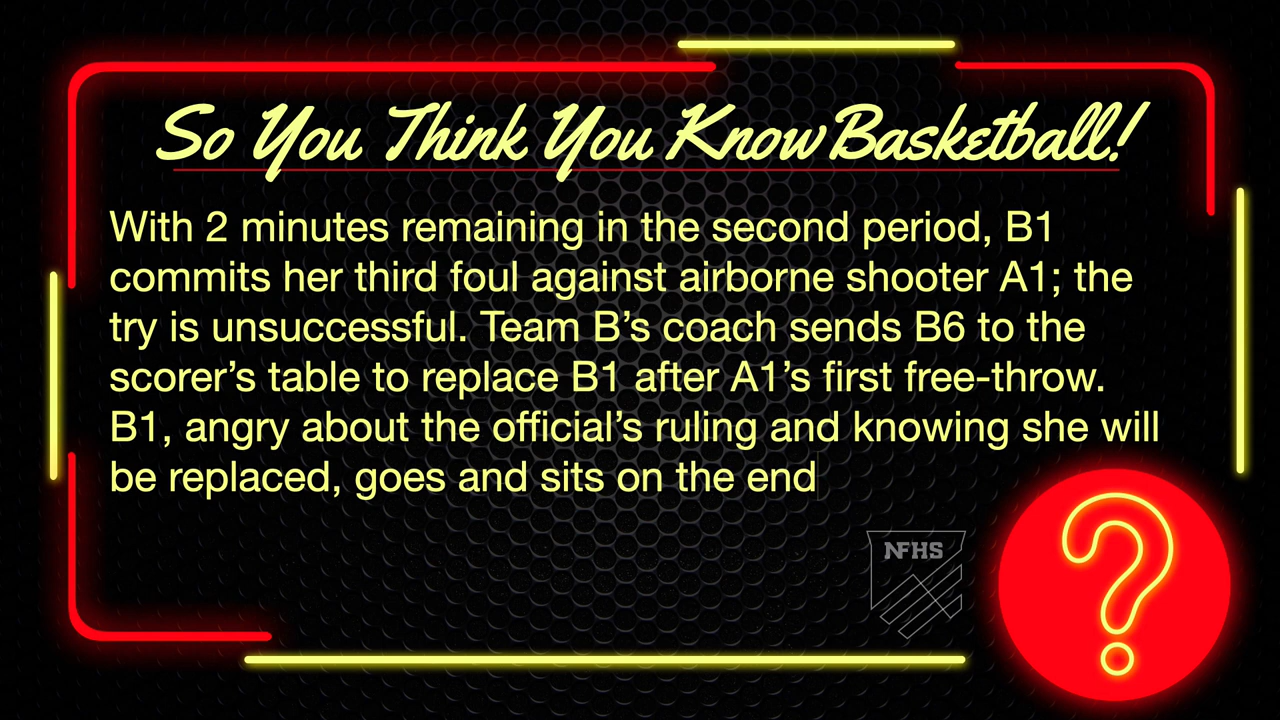 So You Think You Know Basketball!
With 2 minutes remaining in the second period, B1
commits her third foul against airborne shooter A1; the
try is unsuccessful. Team B’s coach sends B6 to the
scorer’s table to replace B1 after A1’s first free-throw.
B1, angry about the official’s ruling and knowing she will
be replaced, goes and sits on the end
NFHS
?